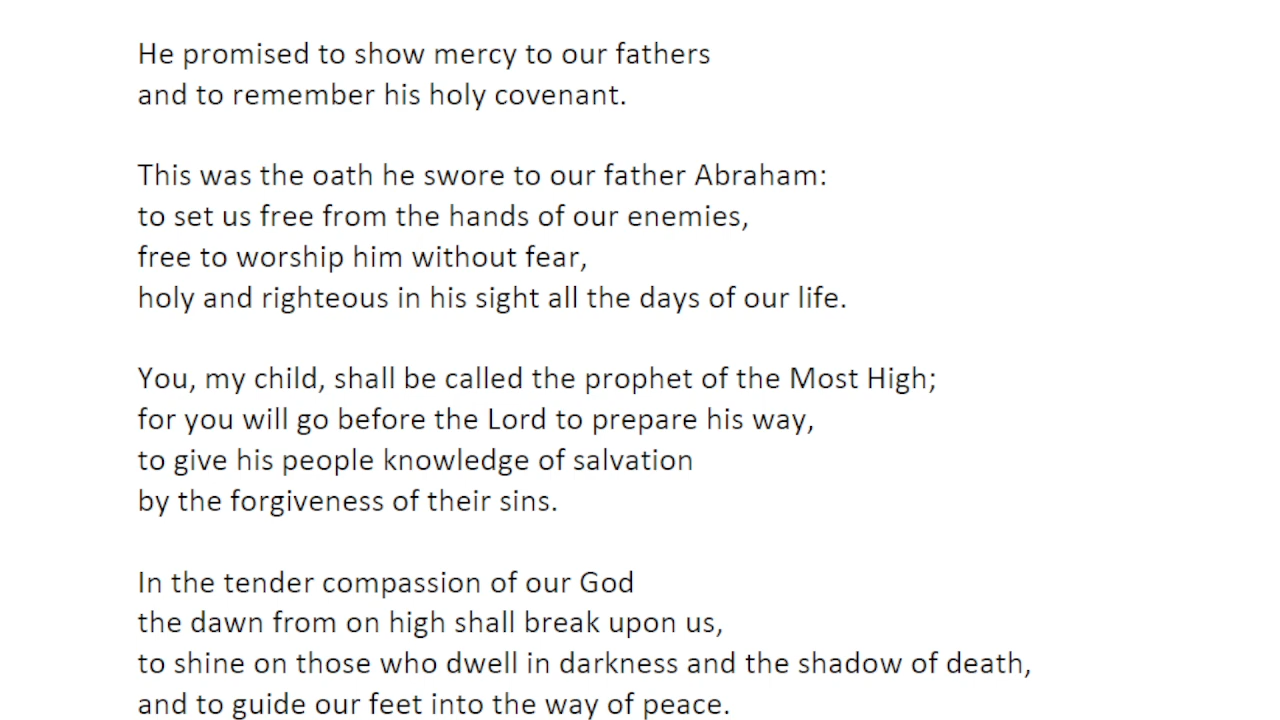 He promised to show mercy to our fathers
and to remember his holy covenant.
This was the oath he swore to our father Abraham:
to set us free from the hands of our enemies,
free to worship him without fear,
holy and righteous in his sight all the days of our life.
You, my child, shall be called the prophet of the Most High;
for you will go before the Lord to prepare his way,
to give his people knowledge of salvation
by the forgiveness of their sins.
In the tender compassion of our God
the dawn from on high shall break upon us,
to shine on those who dwell in darkness and the shadow of death,
and to guide our feet into the way of peace.